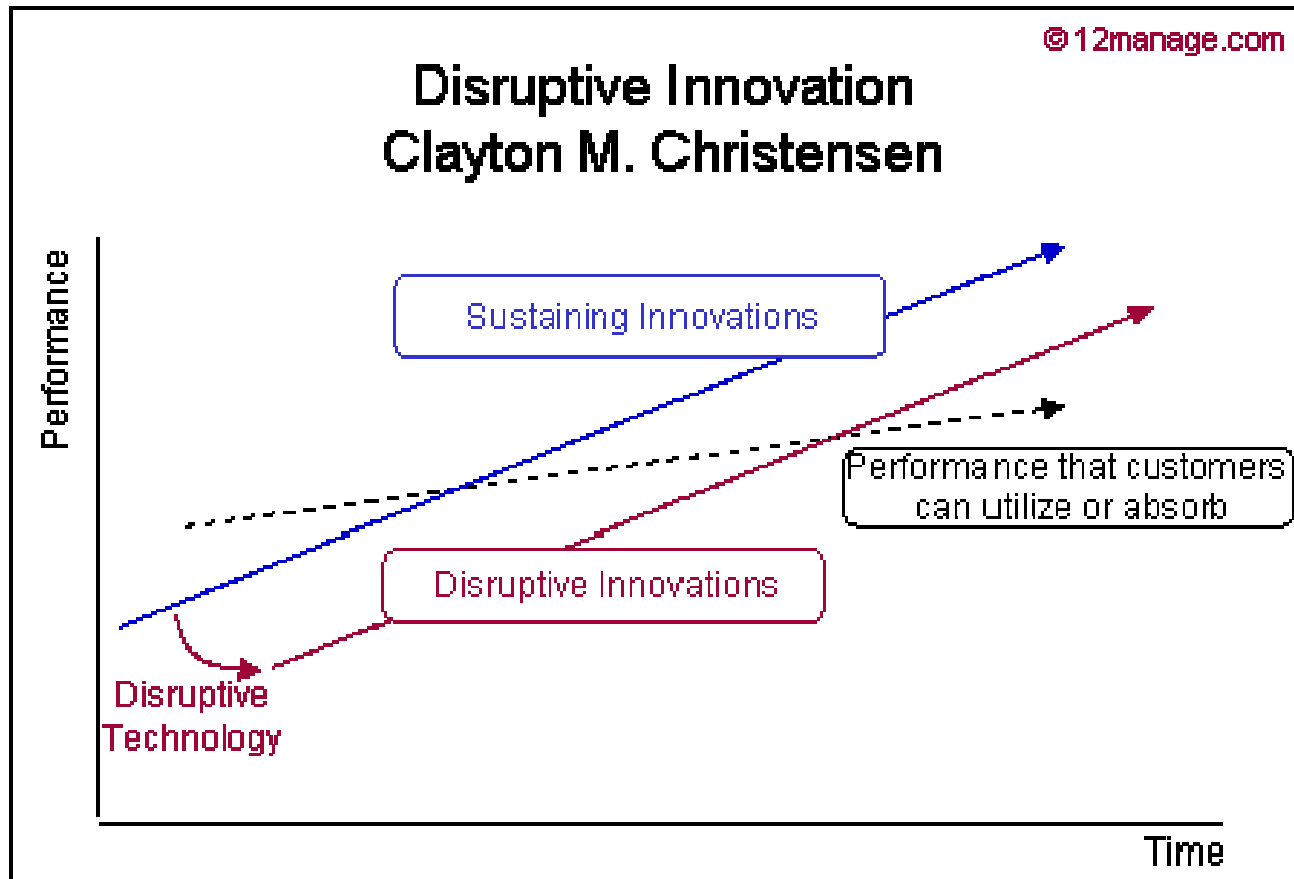 © 12manage.com
Disruptive Innovation
Clayton M. Christensen
Performance
Sustaining Innovations
Performance that customers
can utilize or absorb
Disruptive Innovations
Disruptive
Technology
Time